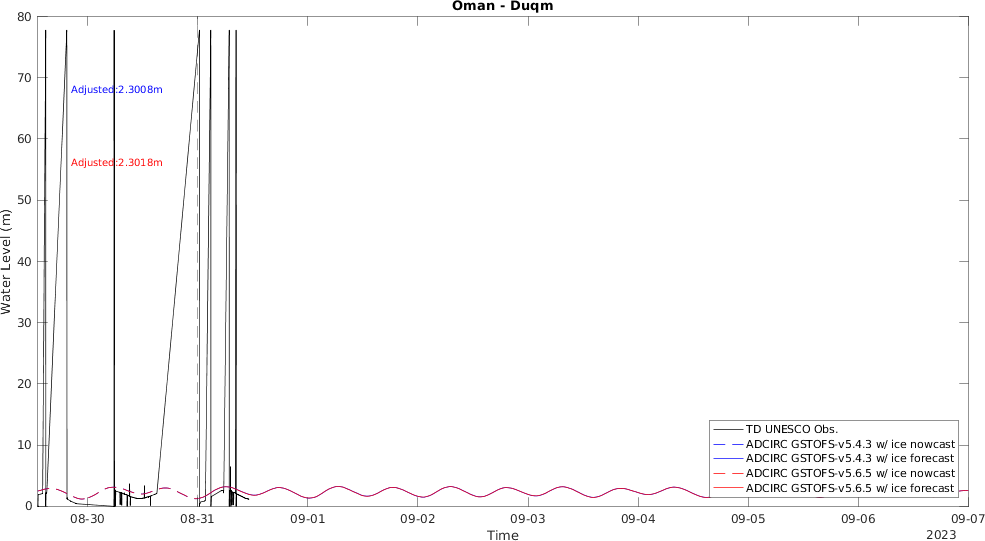 Oman - Duqm
80
70
60
50
40
30
20
10
0
Water Level (m)
Adjusted:2.3008m
Adjusted:2.3018m
TD UNESCO Obs.
ADCIRC GSTOFS-v5.4.3 w/ ice nowcast
ADCIRC GSTOFS-v5.4.3 w/ ice forecast
ADCIRC GSTOFS-v5.6.5 w/ ice nowcast
ADCIRC GSTOFS-v5.6.5 w/ ice forecast
08-30 08-31 09-01 09-02 09-03 09-04 09-05 09-06 09-07
Time
2023